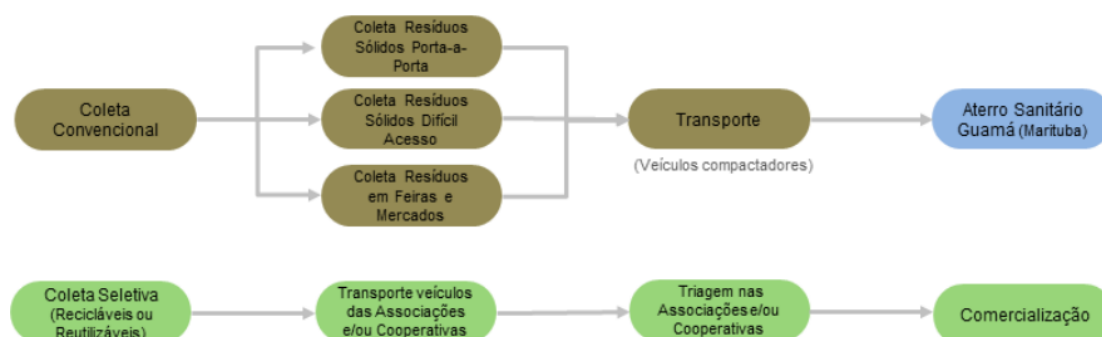 Coleta Resíduos
Sólidos Porta-a-
Porta
Coleta
Convencional
Coleta Resíduos
Sólidos Difícil
Acesso
Transporte
(Veículos compactadores)
Aterro Sanitário
Guamá (Marituba)
Coleta Resíduos
em Feiras e
Mercados
Coleta Seletiva
(Recicláveis ou
Reutilizáveis)
Transporte veículos
das Associações
e/ou Cooperativas
Triagem nas
Associações e/ou
Cooperativas
Comercialização